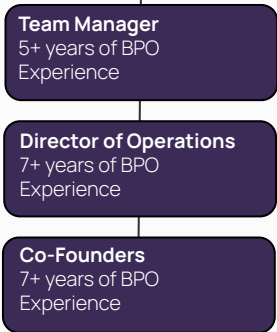 Team Manager
5+ years of BPO
Experience
Director of Operations
7+ years of BPO
Experience
Co-Founders
7+ years of BPO
Experience